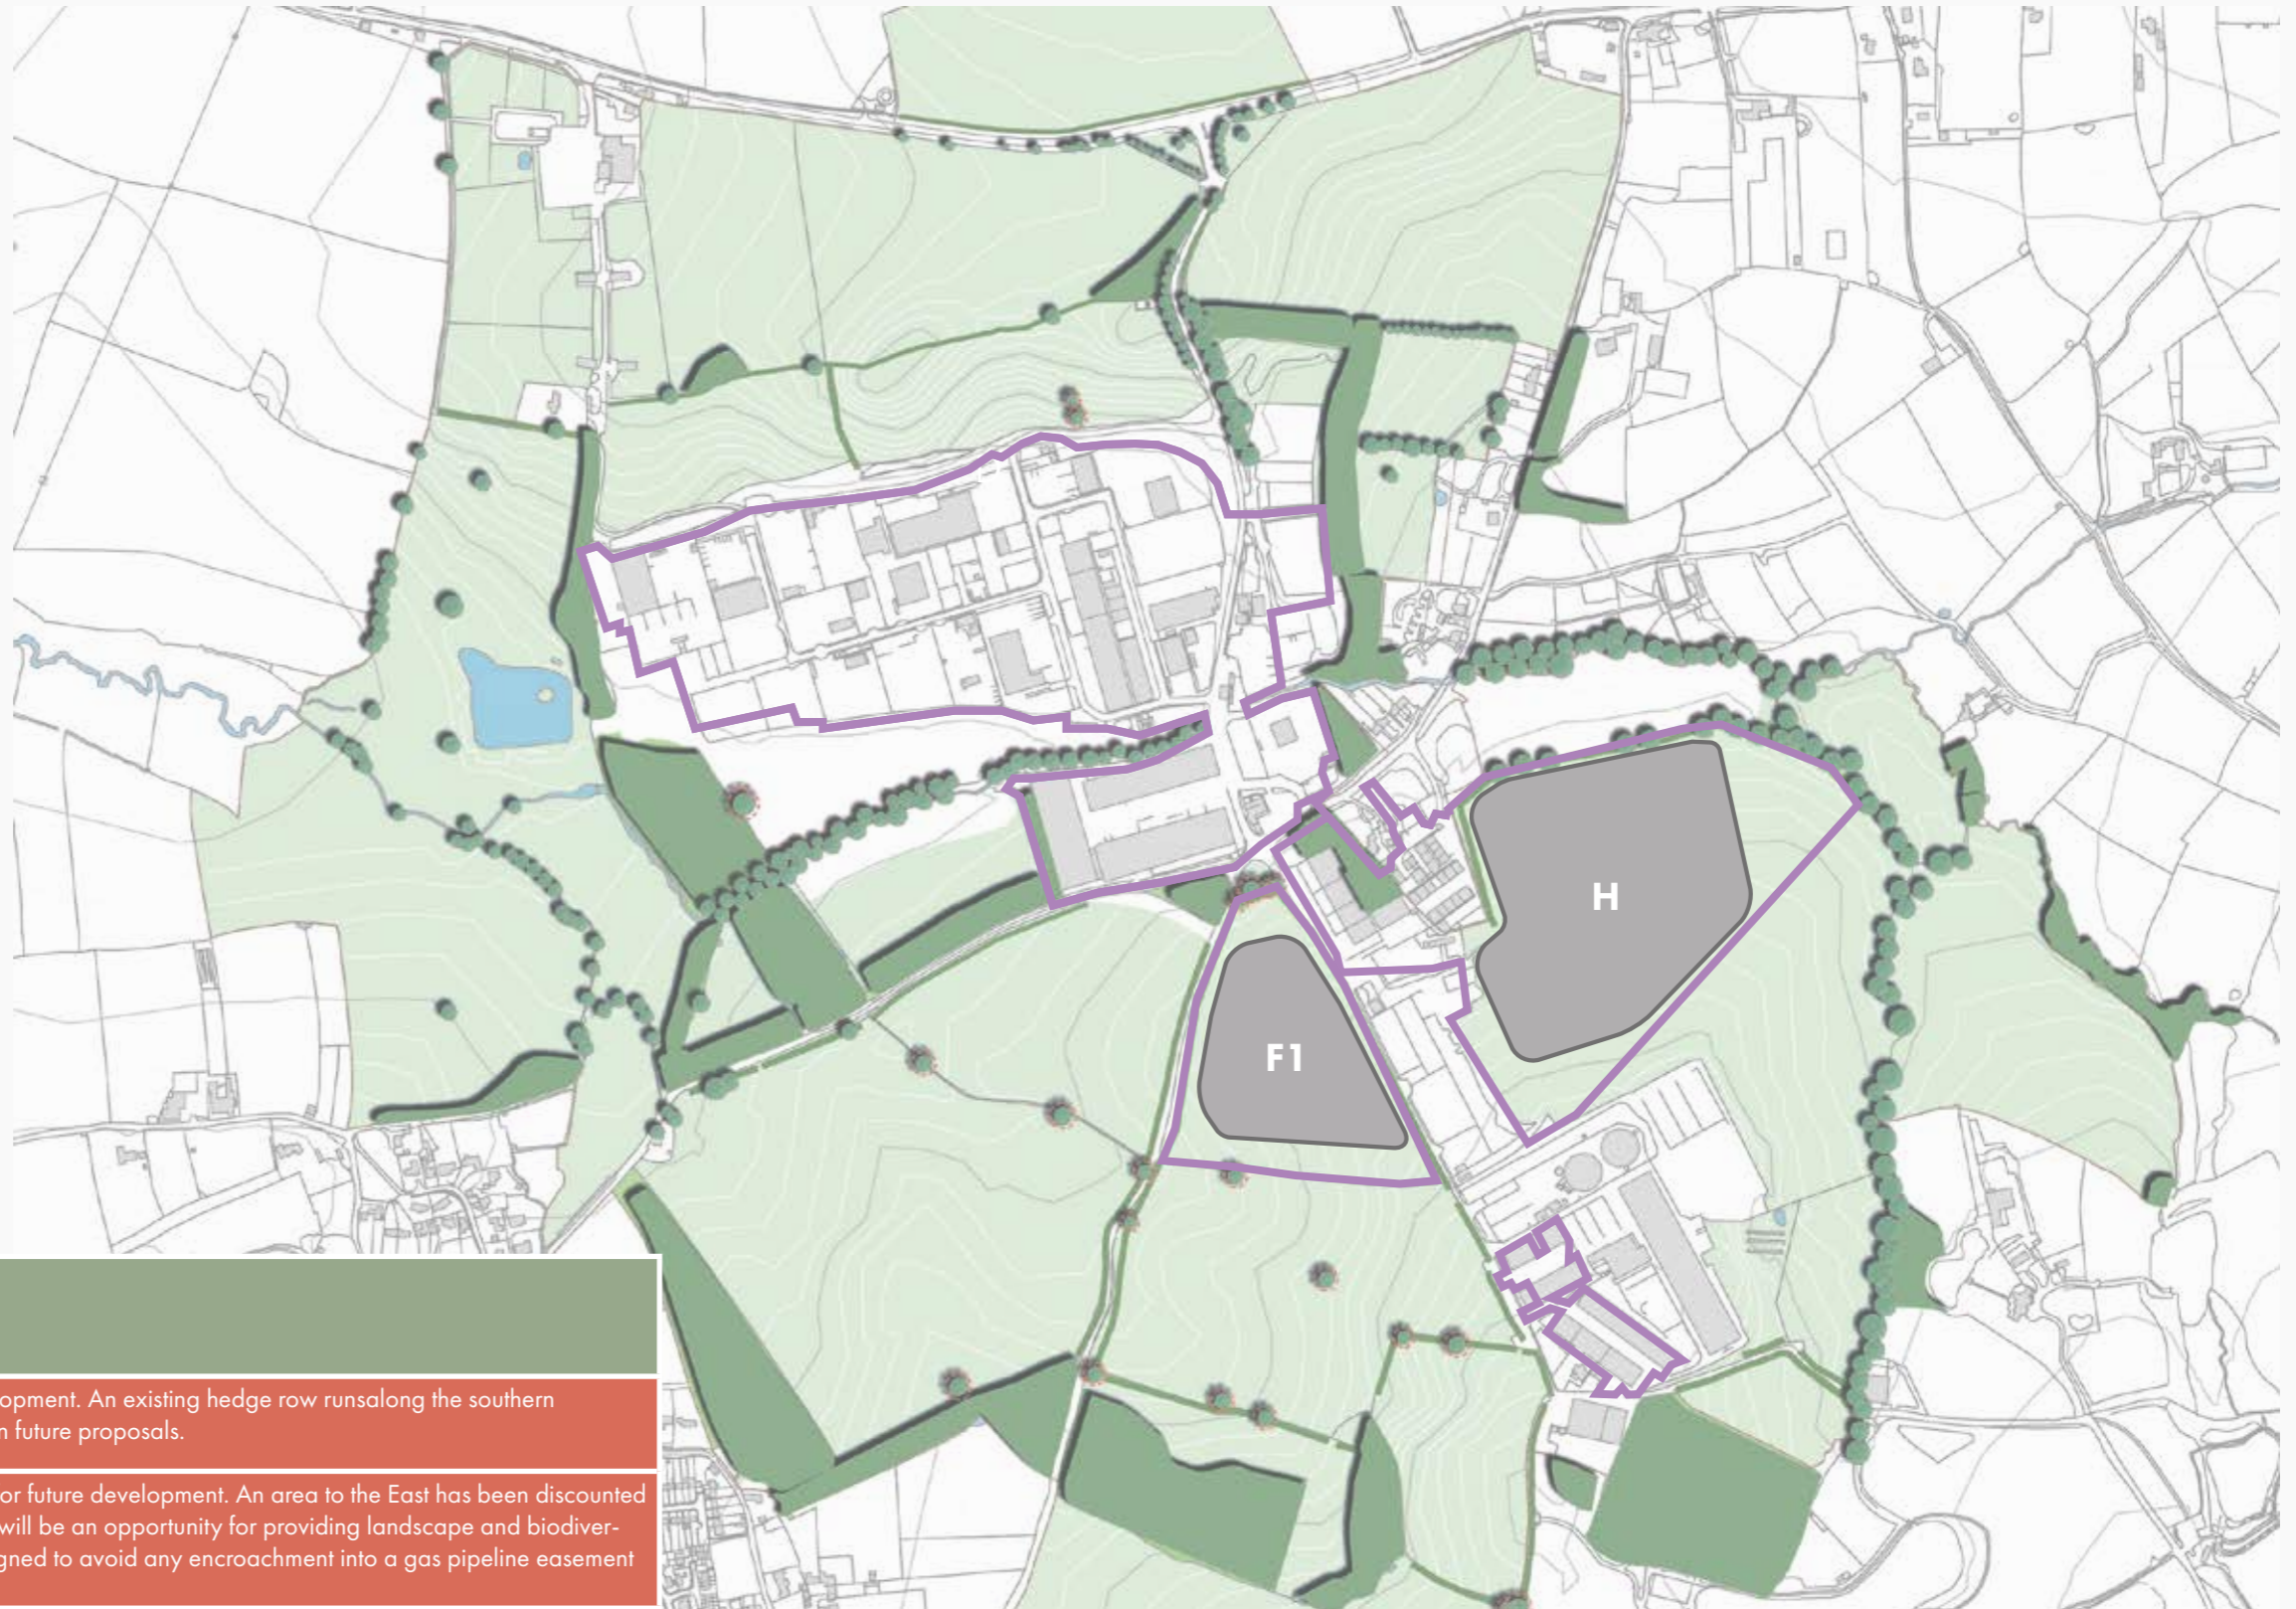 H
F1
opment. An existing hedge row runsalong the southern
n future proposals.
or future development. An area to the East has been discounted
will be an opportunity for providing landscape and biodiver-
gned to avoid any encroachment into a gas pipeline easement